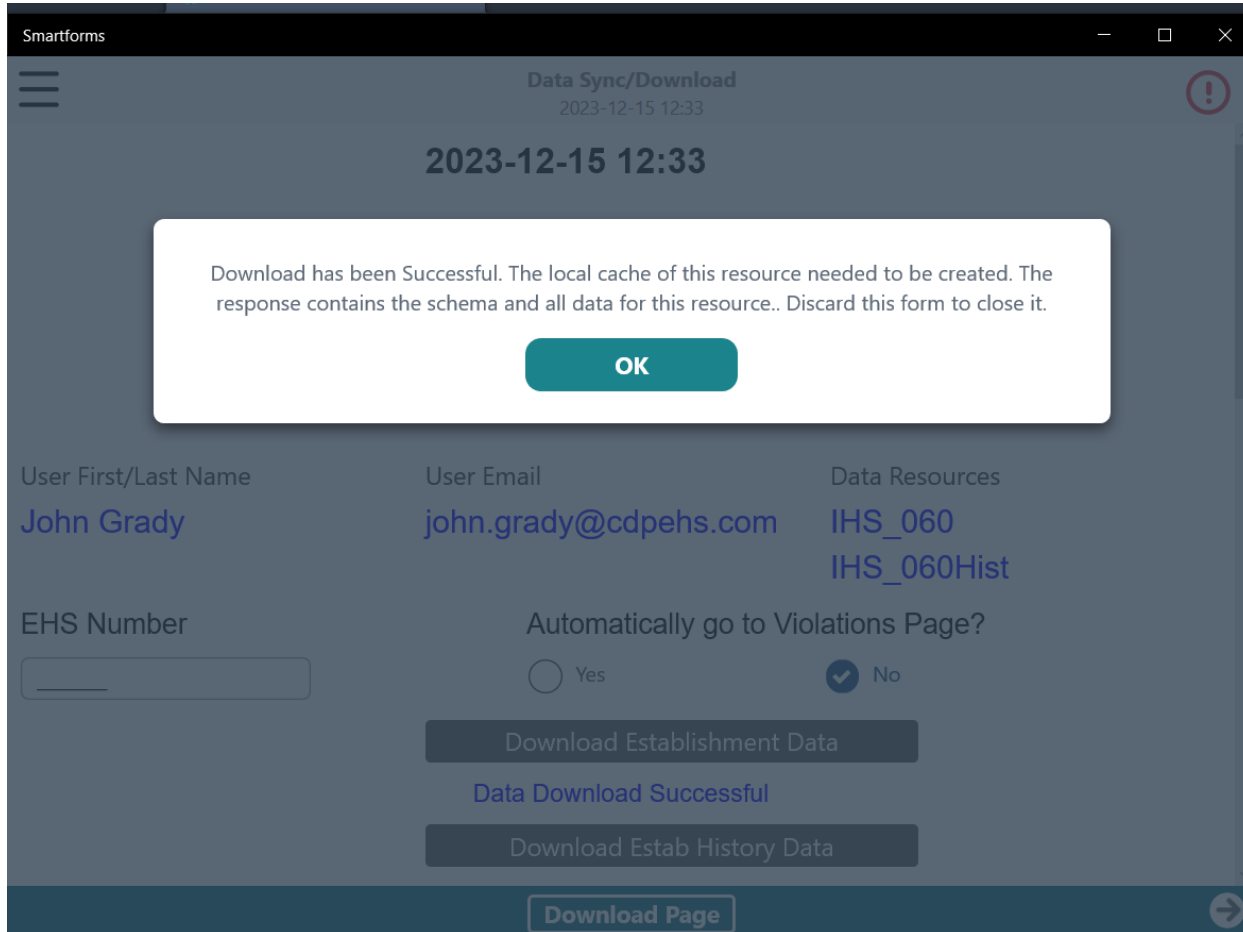 Smartforms
Data Sync/Download
2023-12-15 12:33
2023-12-15 12:33
Download has been Successful. The local cache of this resource needed to be created. The
response contains the schema and all data for this resource.. Discard this form to close it.
OK
User First/Last Name
John Grady
User Email
john.grady@cdpehs.com
Data Resources
IHS_060
IHS_060Hist
EHS Number
Automatically go to Violations Page?
Yes
No
Download Establishment Data
Data Download Successful
Download Estab History Data
Download Page